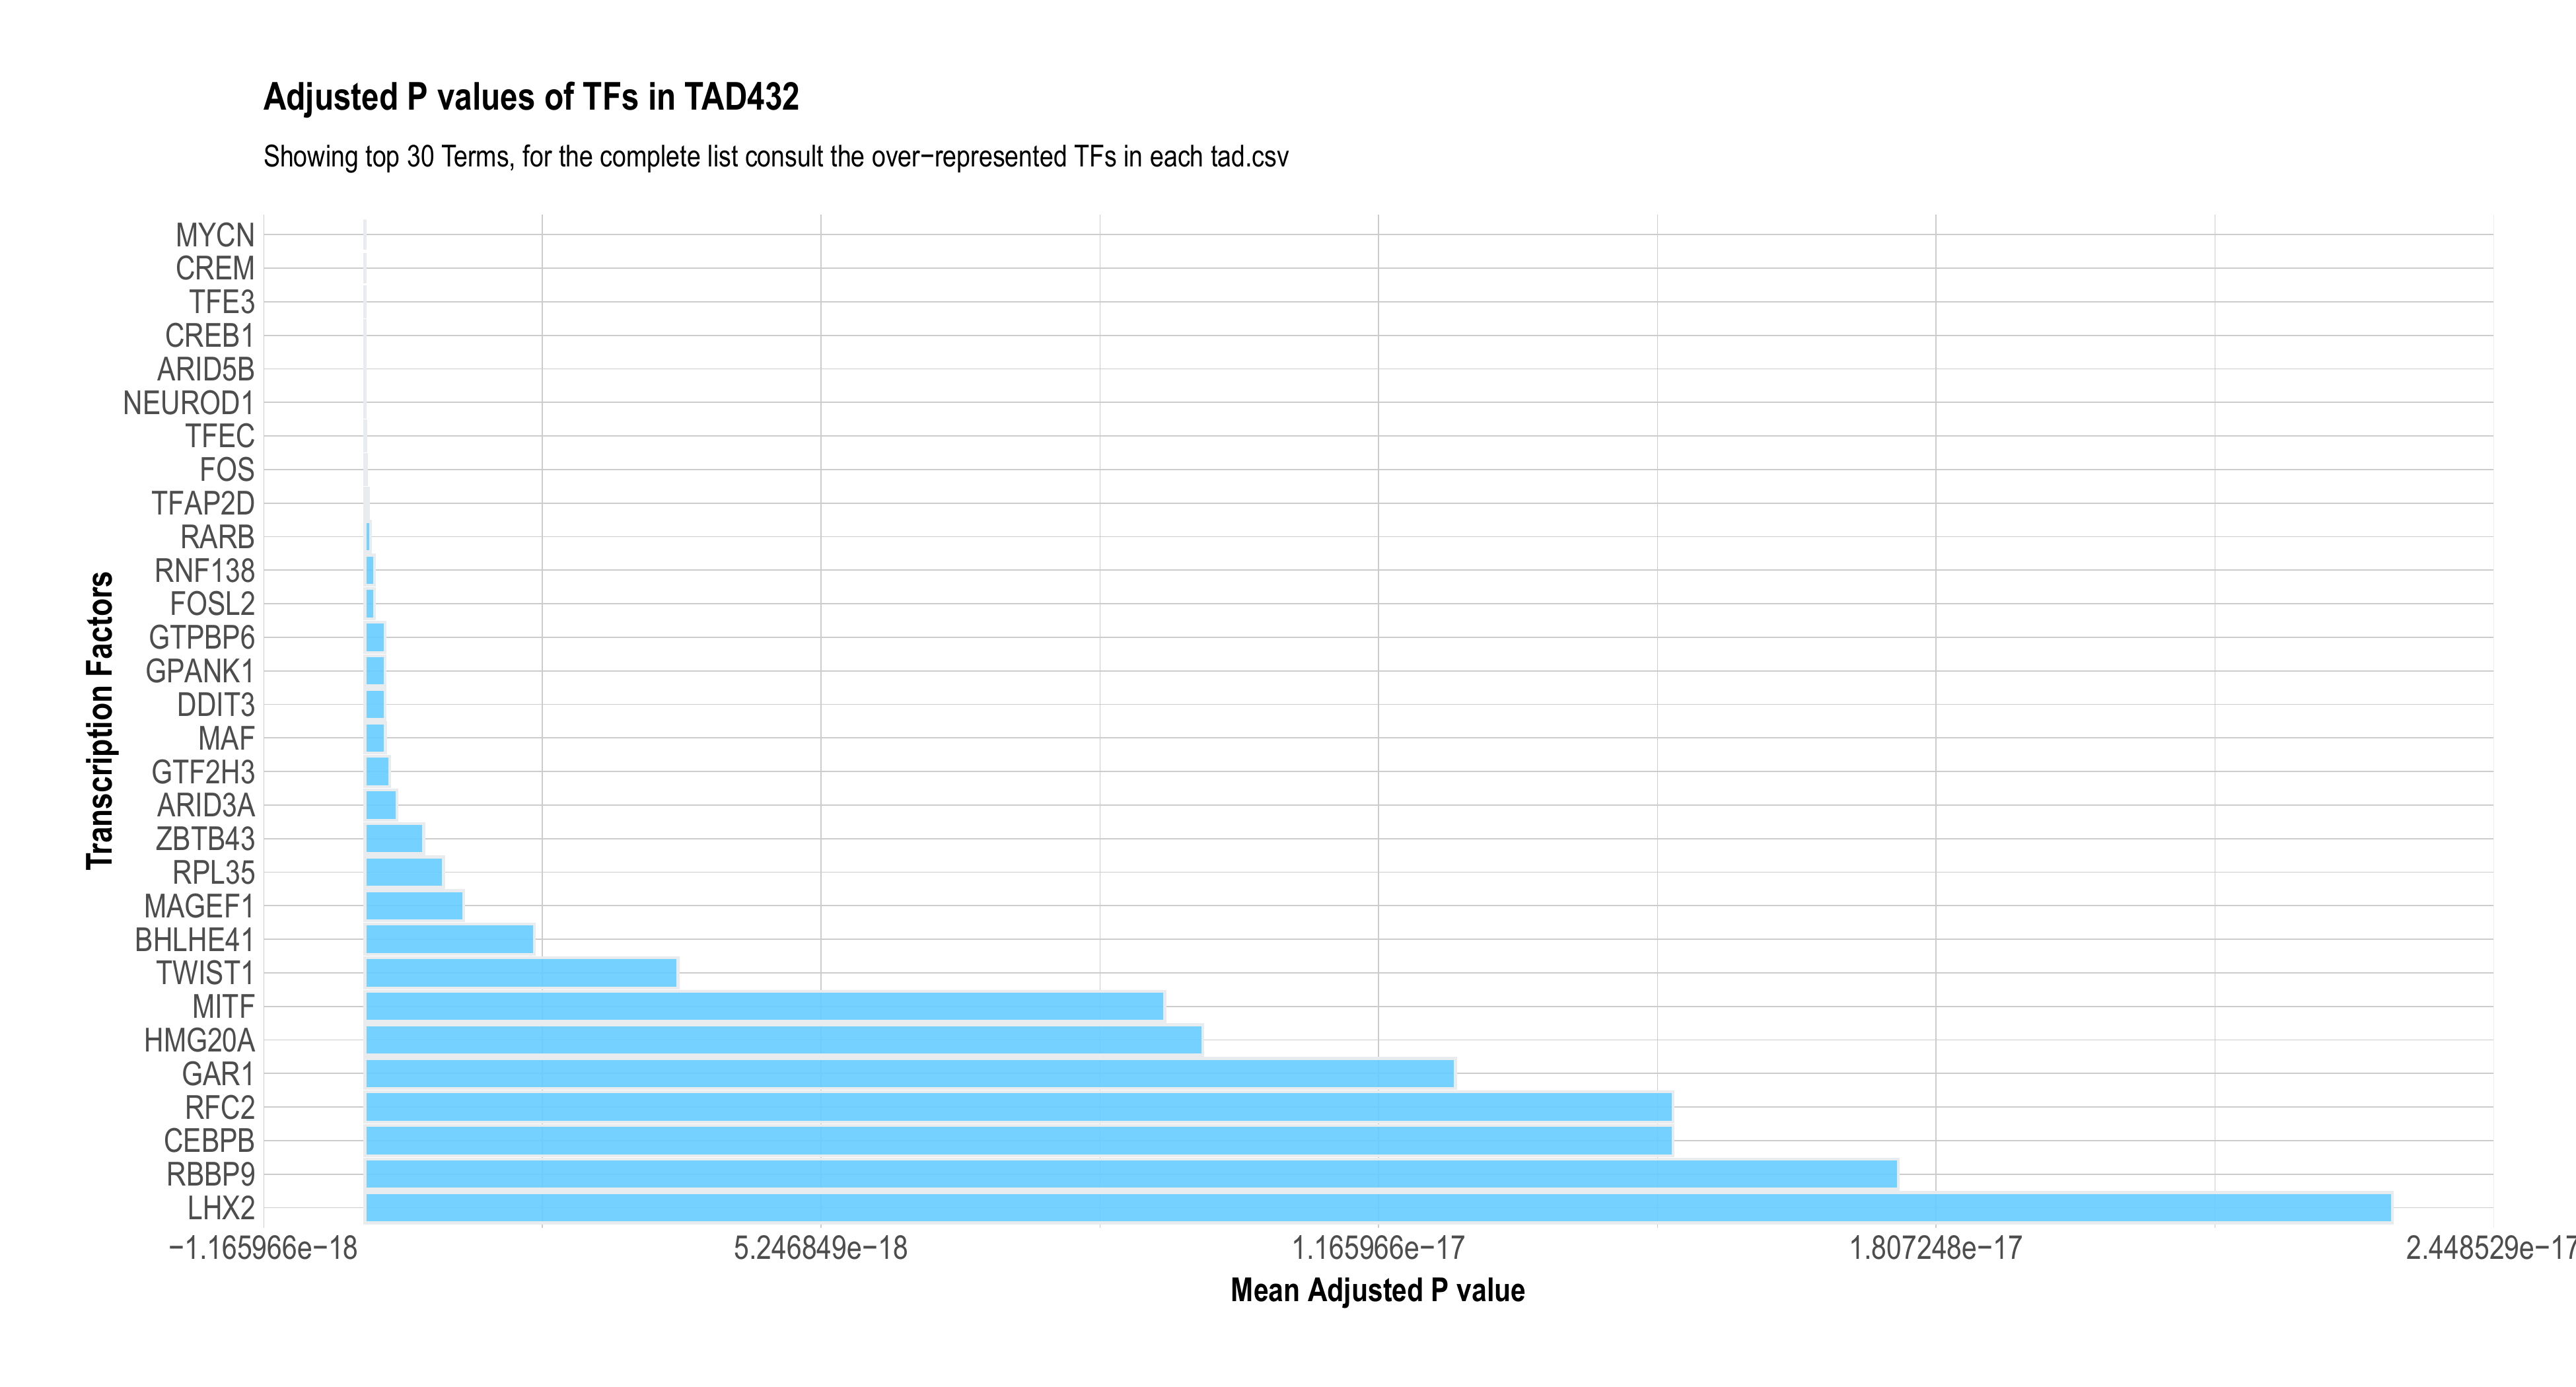 Adjusted P values of TFs in TAD432
Showing top 30 Terms, for the complete list consult the over−represented TFs in each tad.csv
Transcription Factors
MYCN
CREM
TFE3
CREB1
ARID5B
NEUROD1
TFEC
FOS
TFAP2D
RARB
RNF138
FOSL2
GTPBP6
GPANK1
DDIT3
MAF
GTF2H3
ARID3A
ZBTB43
RPL35
MAGEF1
BHLHE41
TWIST1
MITF
HMG20A
GAR1
RFC2
CEBPB
RBBP9
LHX2
−1.165966e−18 5.246849e−18 1.165966e−17 1.807248e−17 2.448529e−17
Mean Adjusted P value